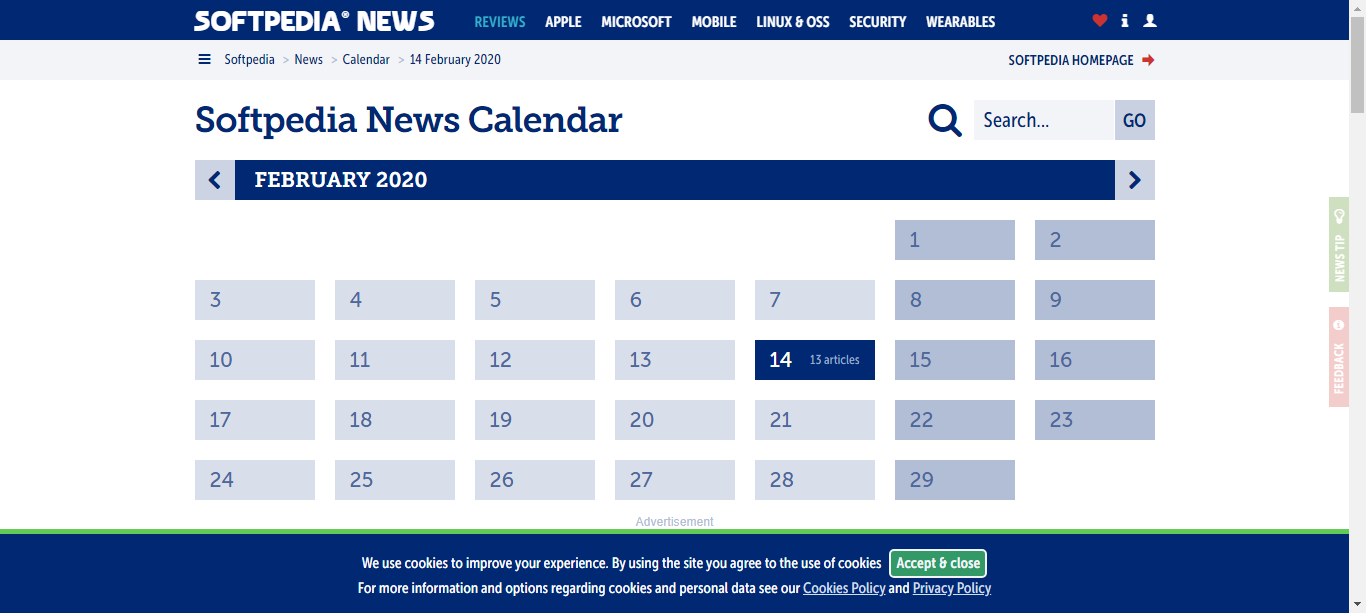 SOFTPEDIA® NEWS REVIEWS APPLE MICROSOFT MOBILE LINUX & OSS SECURITY WEARABLES
Softpedia > News > Calendar > 14 February 2020 SOFTPEDIA HOMEPAGE
Softpedia News Calendar
Search... GO
FEBRUARY 2020
1 2
3 4 5 6 7 8 9
10 11 12 13 14 13 articles 15 16
17 18 19 20 21 22 23
24 25 26 27 28 29
NEWS TIP
FEEDBACK
Advertisement
We use cookies to improve your experience. By using the site you agree to the use of cookies Accept & close
For more information and options regarding cookies and personal data see our Cookies Policy and Privacy Policy